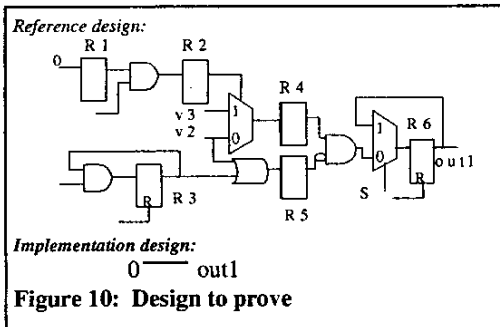 Reference design:
R 1 R 2
0
v 3 1 R 4
v 2 0
1 R 6
0 out1
R R 3
R 5 S R
Implementation design:
0 out1
Figure 10: Design to prove